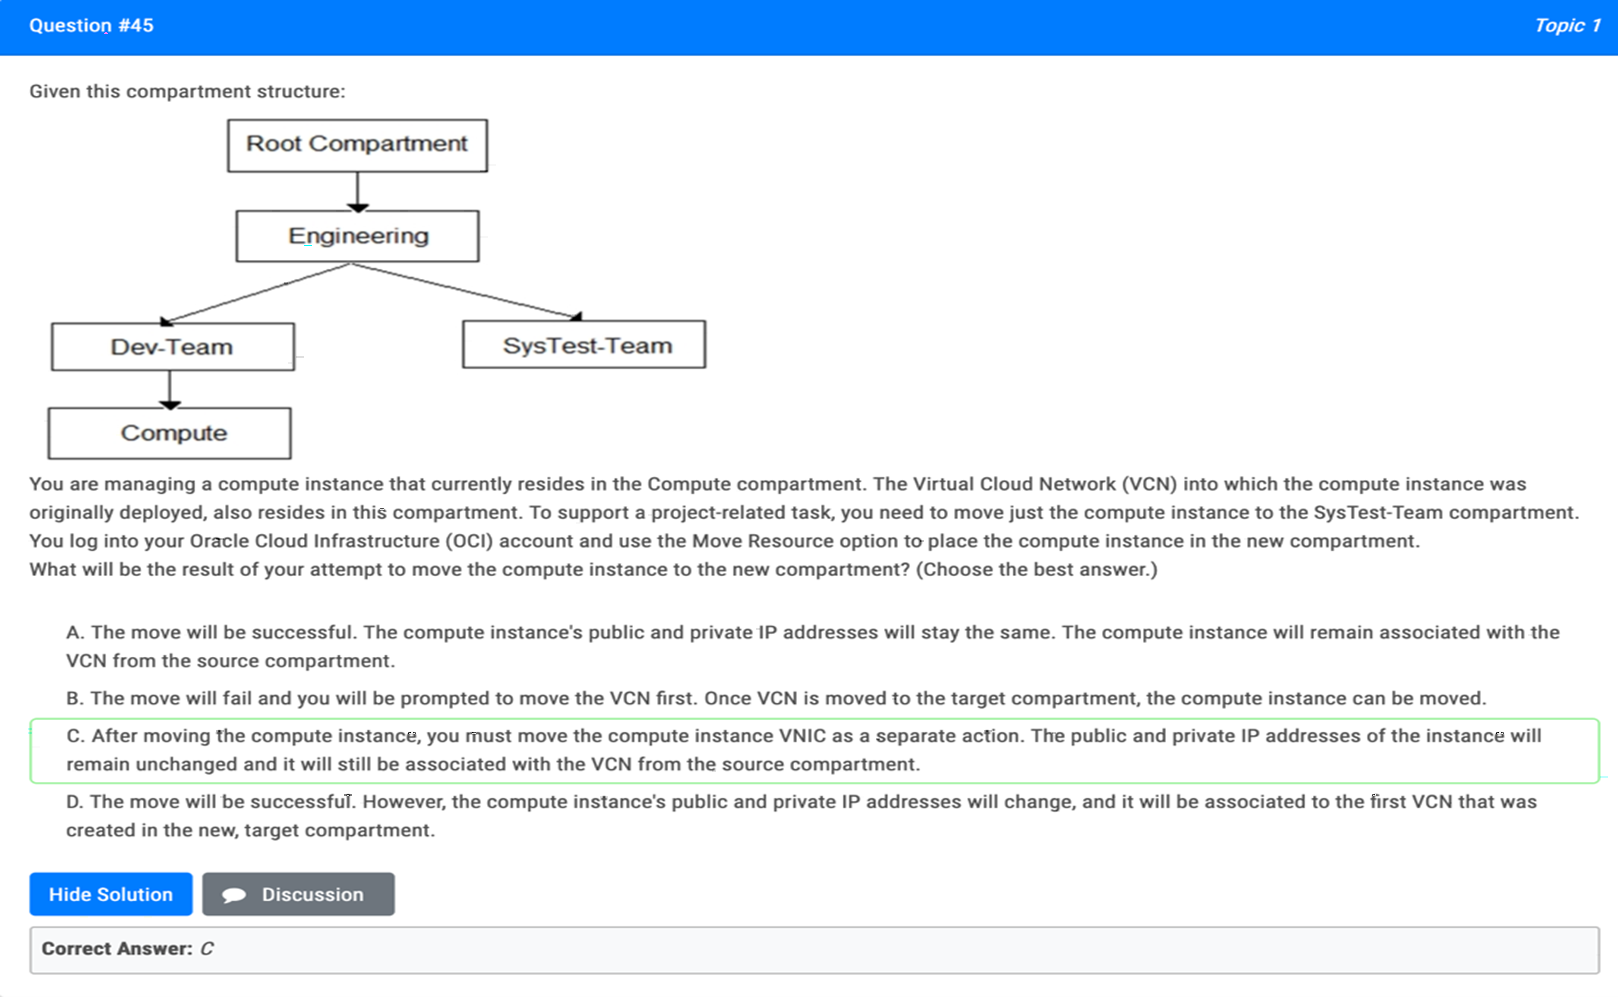 Question #45
Topic 1
Given this compartment structure:
Root Compartment
Engineering
Dev-Team
SysTest-Team
Compute
You are managing a compute instance that currently resides in the Compute compartment. The Virtual Cloud Network (VCN) into which the compute instance was
originally deployed, also resides in this compartment. To support a project-related task, you need to move just the compute instance to the SysTest-Team compartment.
You log into your Oracle Cloud Infrastructure (OCI) account and use the Move Resource option to place the compute instance in the new compartment.
What will be the result of your attempt to move the compute instance to the new compartment? (Choose the best answer.)
A. The move will be successful. The compute instance's public and private IP addresses will stay the same. The compute instance will remain associated with the
VCN from the source compartment.
B. The move will fail and you will be prompted to move the VCN first. Once VCN is moved to the target compartment, the compute instance can be moved.
C. After moving the compute instance, you must move the compute instance VNIC as a separate action. The public and private IP addresses of the instance will
remain unchanged and it will still be associated with the VCN from the source compartment.
D. The move will be successful. However, the compute instance's public and private IP addresses will change, and it will be associated to the first VCN that was
created in the new, target compartment.
Hide Solution
Discussion
Correct Answer: C